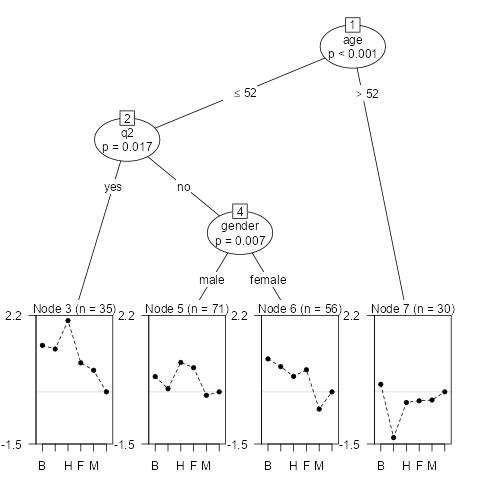 1
age
p < 0.001
≤ 52
> 52
2
q2
p = 0.017
yes
no
4
gender
p = 0.007
male
female
Node 3 (n = 35)
Node 5 (n = 71)
Node 6 (n = 56)
Node 7 (n = 30)
2.2
2.2
2.2
2.2
-1.5
-1.5
-1.5
-1.5
B H F M
B H F M
B H F M
B H F M